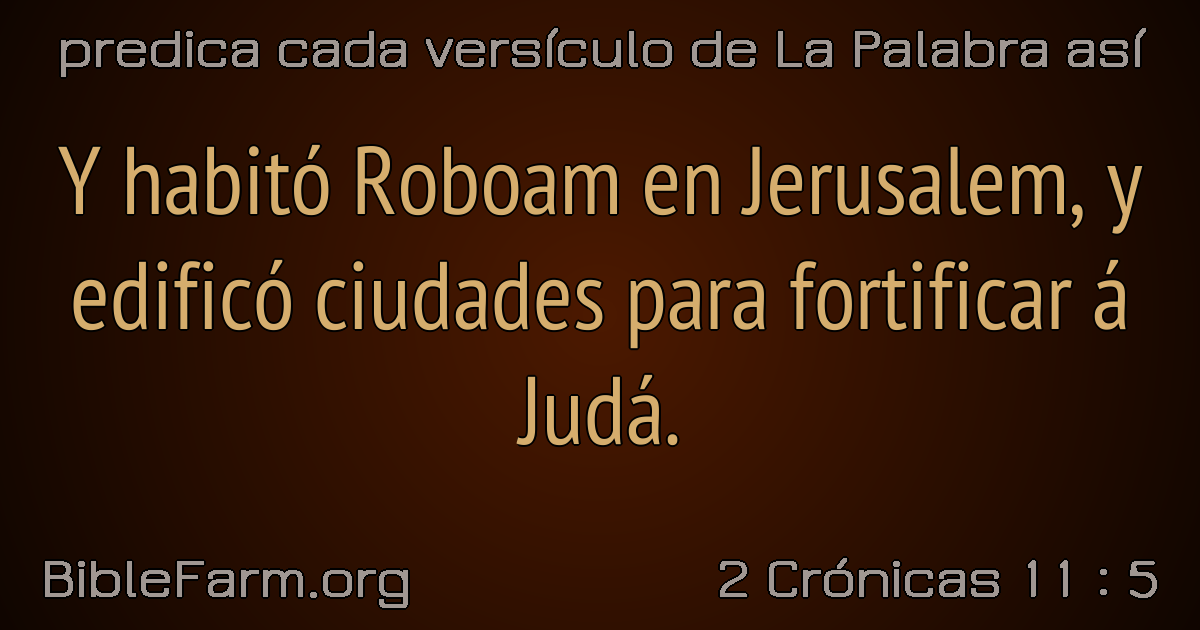 predica cada versículo de La Palabra así
Y habitó Roboam en Jerusalem, y
edificó ciudades para fortificar á
Judá.
BibleFarm.org
2 Crónicas 11 : 5